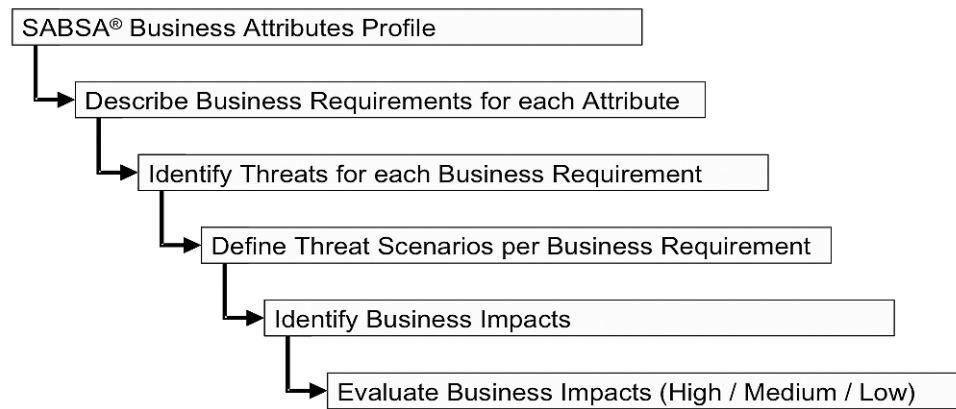 SABSA® Business Attributes Profile
Describe Business Requirements for each Attribute
Identify Threats for each Business Requirement
Define Threat Scenarios per Business Requirement
Identify Business Impacts
Evaluate Business Impacts (High / Medium / Low)